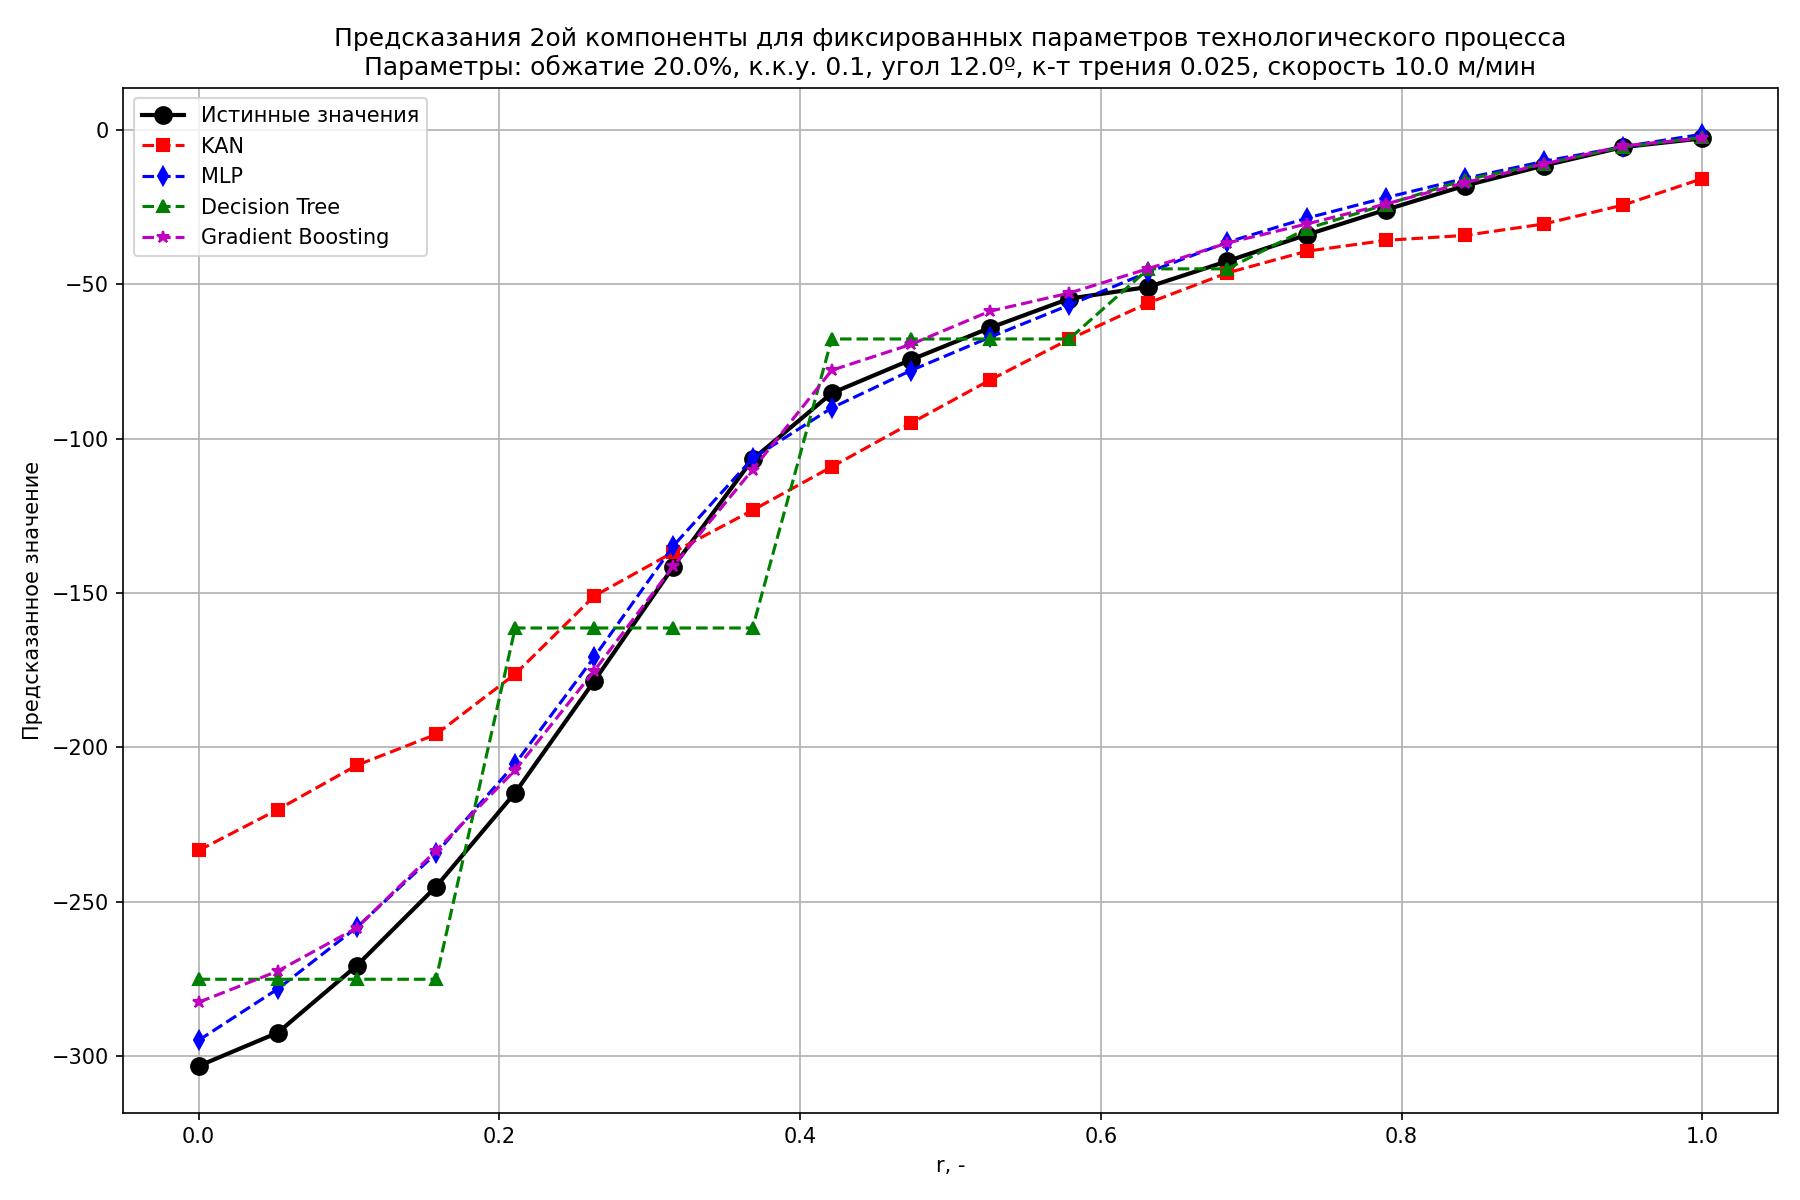 Предсказания 2ой компоненты для фиксированных параметров технологического процесса
Параметры: обжатие 20.0%, к.к.у. 0.1, угол 12.0º, к-т трения 0.025, скорость 10.0 м/мин
Истинные значения
KAN
MLP
Decision Tree
Gradient Boosting
Предсказанное значение
0
−50
−100
−150
−200
−250
−300
0.0
0.2
0.4
0.6
0.8
1.0
r, -